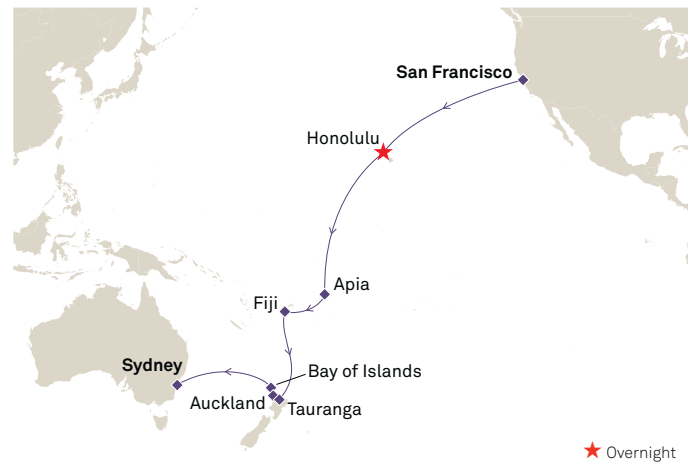 San Francisco
Honolulu
Apia
Fiji
Sydney
Bay of Islands
Auckland
Tauranga
Overnight